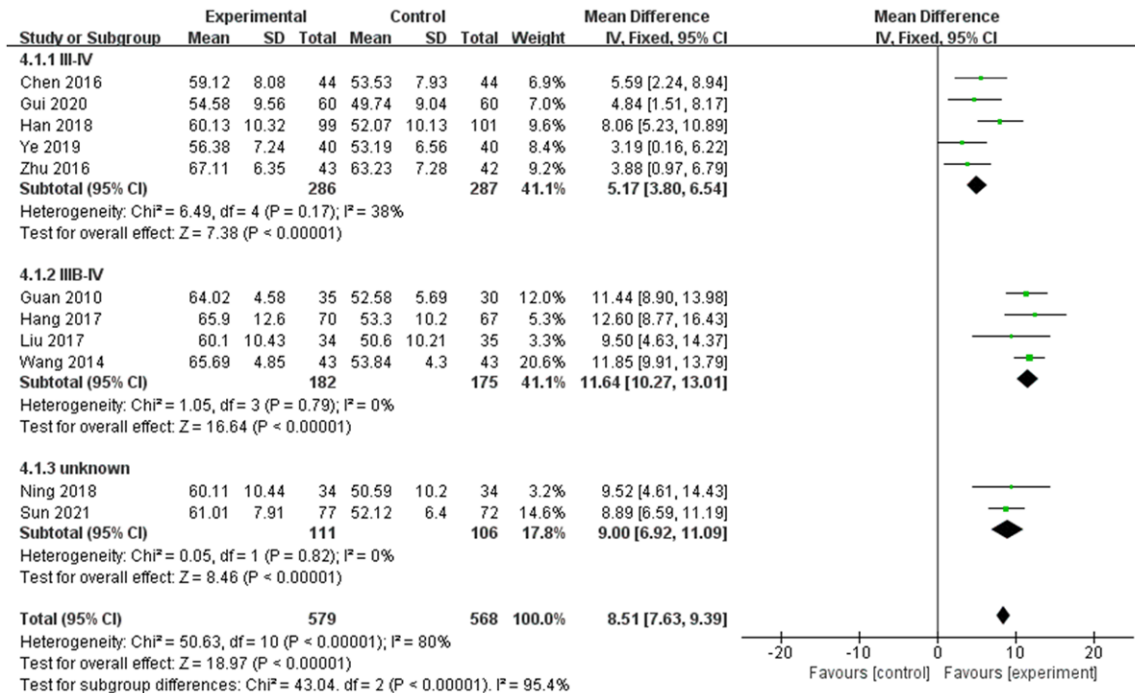 Experimental Control Mean Difference Mean Difference
Study or Subgroup Mean SD Total Mean SD Total Weight IV, Fixed, 95% CI IV, Fixed, 95% CI
4.1.1 III-IV
Chen 2016 59.12 8.08 44 53.53 7.93 44 6.9% 5.59 [2.24, 8.94]
Gui 2020 54.58 9.56 60 49.74 9.04 60 7.0% 4.84 [1.51, 8.17]
Han 2018 60.13 10.32 99 52.07 10.13 101 9.6% 8.06 [5.23, 10.89]
Ye 2019 56.38 7.24 40 53.19 6.56 40 8.4% 3.19 [0.16, 6.22]
Zhu 2016 67.11 6.35 43 63.23 7.28 42 9.2% 3.88 [0.97, 6.79]
Subtotal (95% CI) 286 287 41.1% 5.17 [3.80, 6.54]
Heterogeneity: Chi² = 6.49, df = 4 (P = 0.17); I² = 38%
Test for overall effect: Z = 7.38 (P < 0.00001)
4.1.2 IIIB-IV
Guan 2010 64.02 4.58 35 52.58 5.69 30 12.0% 11.44 [8.90, 13.98]
Hang 2017 65.9 12.6 70 53.3 10.2 67 5.3% 12.60 [8.77, 16.43]
Liu 2017 60.1 10.43 34 50.6 10.21 35 3.3% 9.50 [4.63, 14.37]
Wang 2014 65.69 4.85 43 53.84 4.3 43 20.6% 11.85 [9.91, 13.79]
Subtotal (95% CI) 182 175 41.1% 11.64 [10.27, 13.01]
Heterogeneity: Chi² = 1.05, df = 3 (P = 0.79); I² = 0%
Test for overall effect: Z = 16.64 (P < 0.00001)
4.1.3 unknown
Ning 2018 60.11 10.44 34 50.59 10.2 34 3.2% 9.52 [4.61, 14.43]
Sun 2021 61.01 7.91 77 52.12 6.4 72 14.6% 8.89 [6.59, 11.19]
Subtotal (95% CI) 111 106 17.8% 9.00 [6.92, 11.09]
Heterogeneity: Chi² = 0.05, df = 1 (P = 0.82); I² = 0%
Test for overall effect: Z = 8.46 (P < 0.00001)
Total (95% CI) 579 568 100.0% 8.51 [7.63, 9.39]
Heterogeneity: Chi² = 50.63, df = 10 (P < 0.00001); I² = 80%
Test for overall effect: Z = 18.97 (P < 0.00001)
Test for subgroup differences: Chi² = 43.04. df = 2 (P < 0.00001). I² = 95.4%
-20 -10 0 10 20
Favours [control] Favours [experiment]